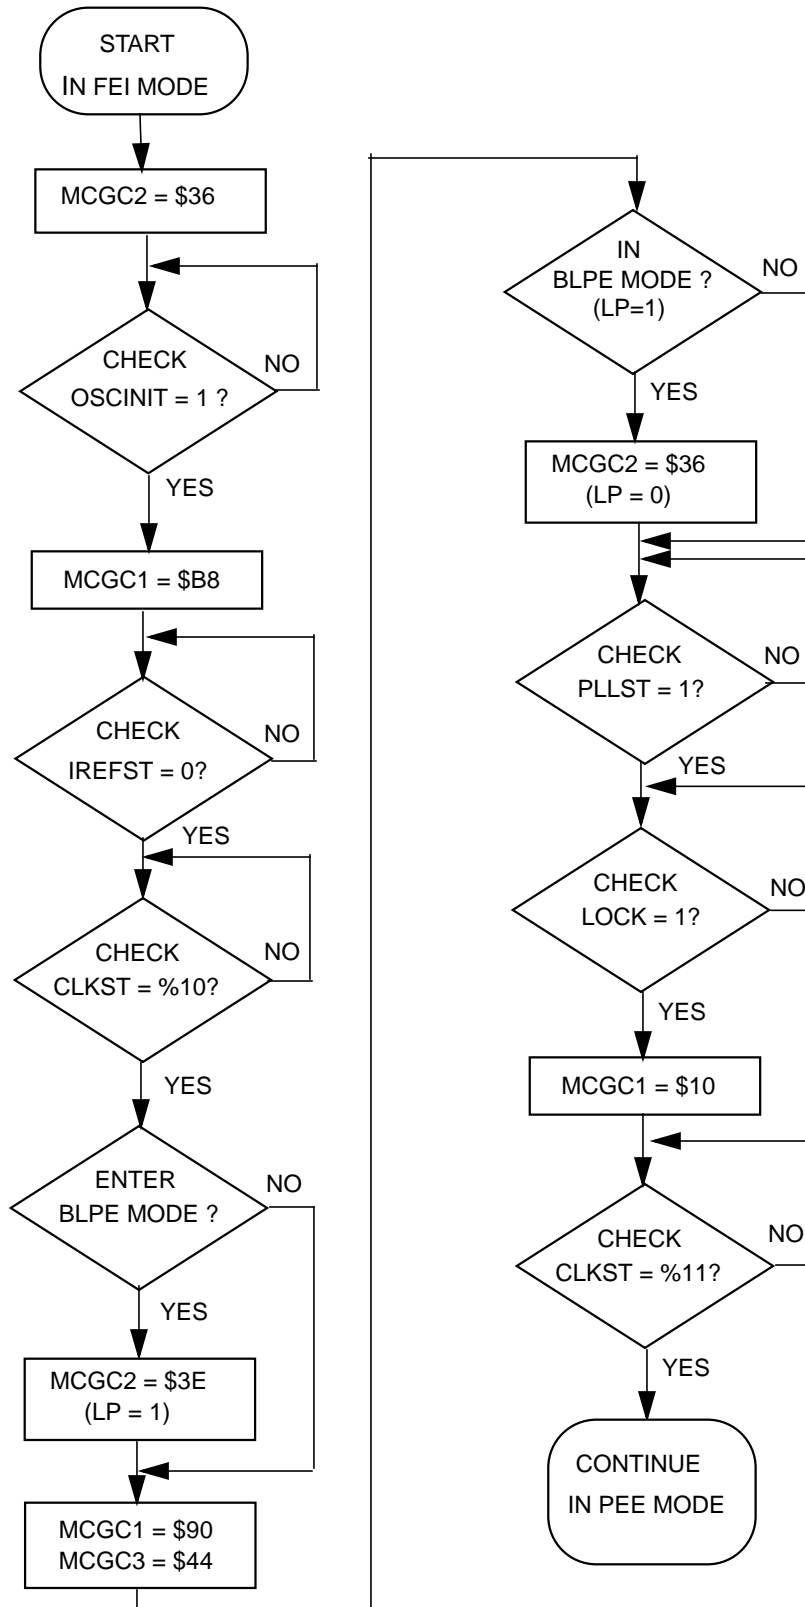 START
IN FEI MODE
MCGC2 = $36
CHECK
OSCINIT = 1 ?
NO
YES
MCGC1 = $B8
CHECK
IREFST = 0?
NO
YES
CHECK
CLKST = %10?
NO
YES
ENTER
BLPE MODE ?
NO
YES
MCGC2 = $3E
(LP = 1)
MCGC1 = $90
MCGC3 = $44
IN
BLPE MODE ?
(LP=1)
NO
YES
MCGC2 = $36
(LP = 0)
CHECK
PLLST = 1?
NO
YES
CHECK
LOCK = 1?
NO
YES
MCGC1 = $10
CHECK
CLKST = %11?
NO
YES
CONTINUE
IN PEE MODE